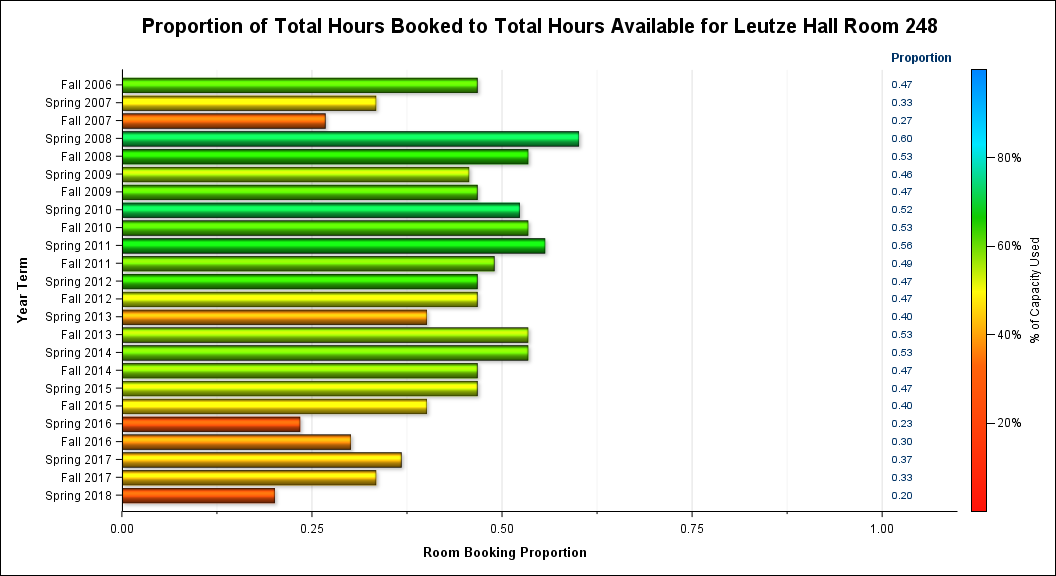 Proportion of Total Hours Booked to Total Hours Available for Leutze Hall Room 248
Proportion
Fall 2006 0.47
Spring 2007 0.33
Fall 2007 0.27
Spring 2008 0.60
Fall 2008 0.53
Spring 2009 0.46
Fall 2009 0.47
Spring 2010 0.52
Fall 2010 0.53
Spring 2011 0.56
Fall 2011 0.49
Spring 2012 0.47
Fall 2012 0.47
Spring 2013 0.40
Fall 2013 0.53
Spring 2014 0.53
Fall 2014 0.47
Spring 2015 0.47
Fall 2015 0.40
Spring 2016 0.23
Fall 2016 0.30
Spring 2017 0.37
Fall 2017 0.33
Spring 2018 0.20
Year Term
0.00 0.25 0.50 0.75 1.00
Room Booking Proportion
80%
60%
40%
20%
% of Capacity Used